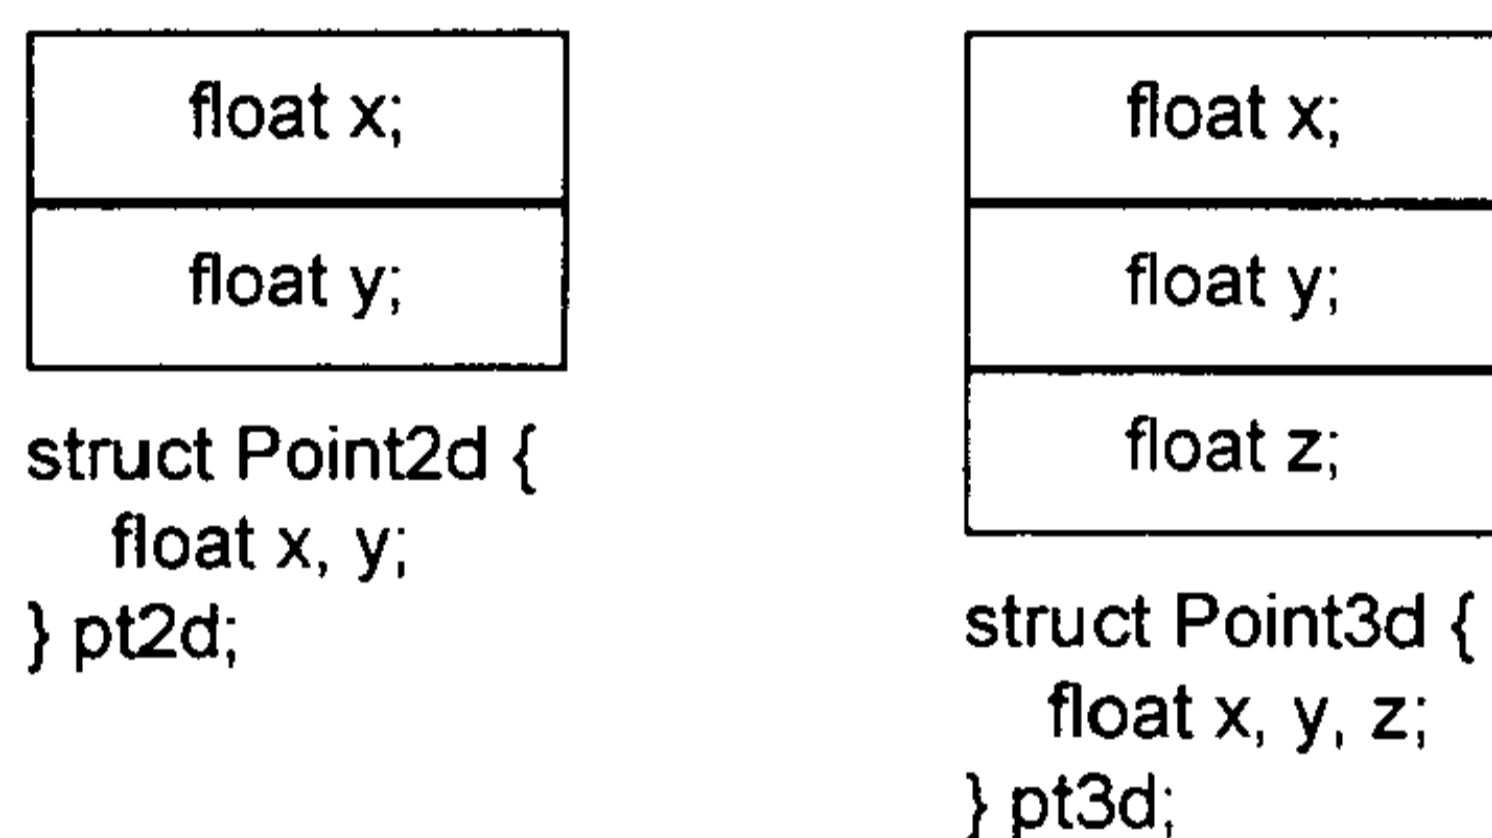 float x;
float y;
struct Point2d {
float x, y;
} pt2d;
float x;
float y;
float z;
struct Point3d {
float x, y, z;
} pt3d;